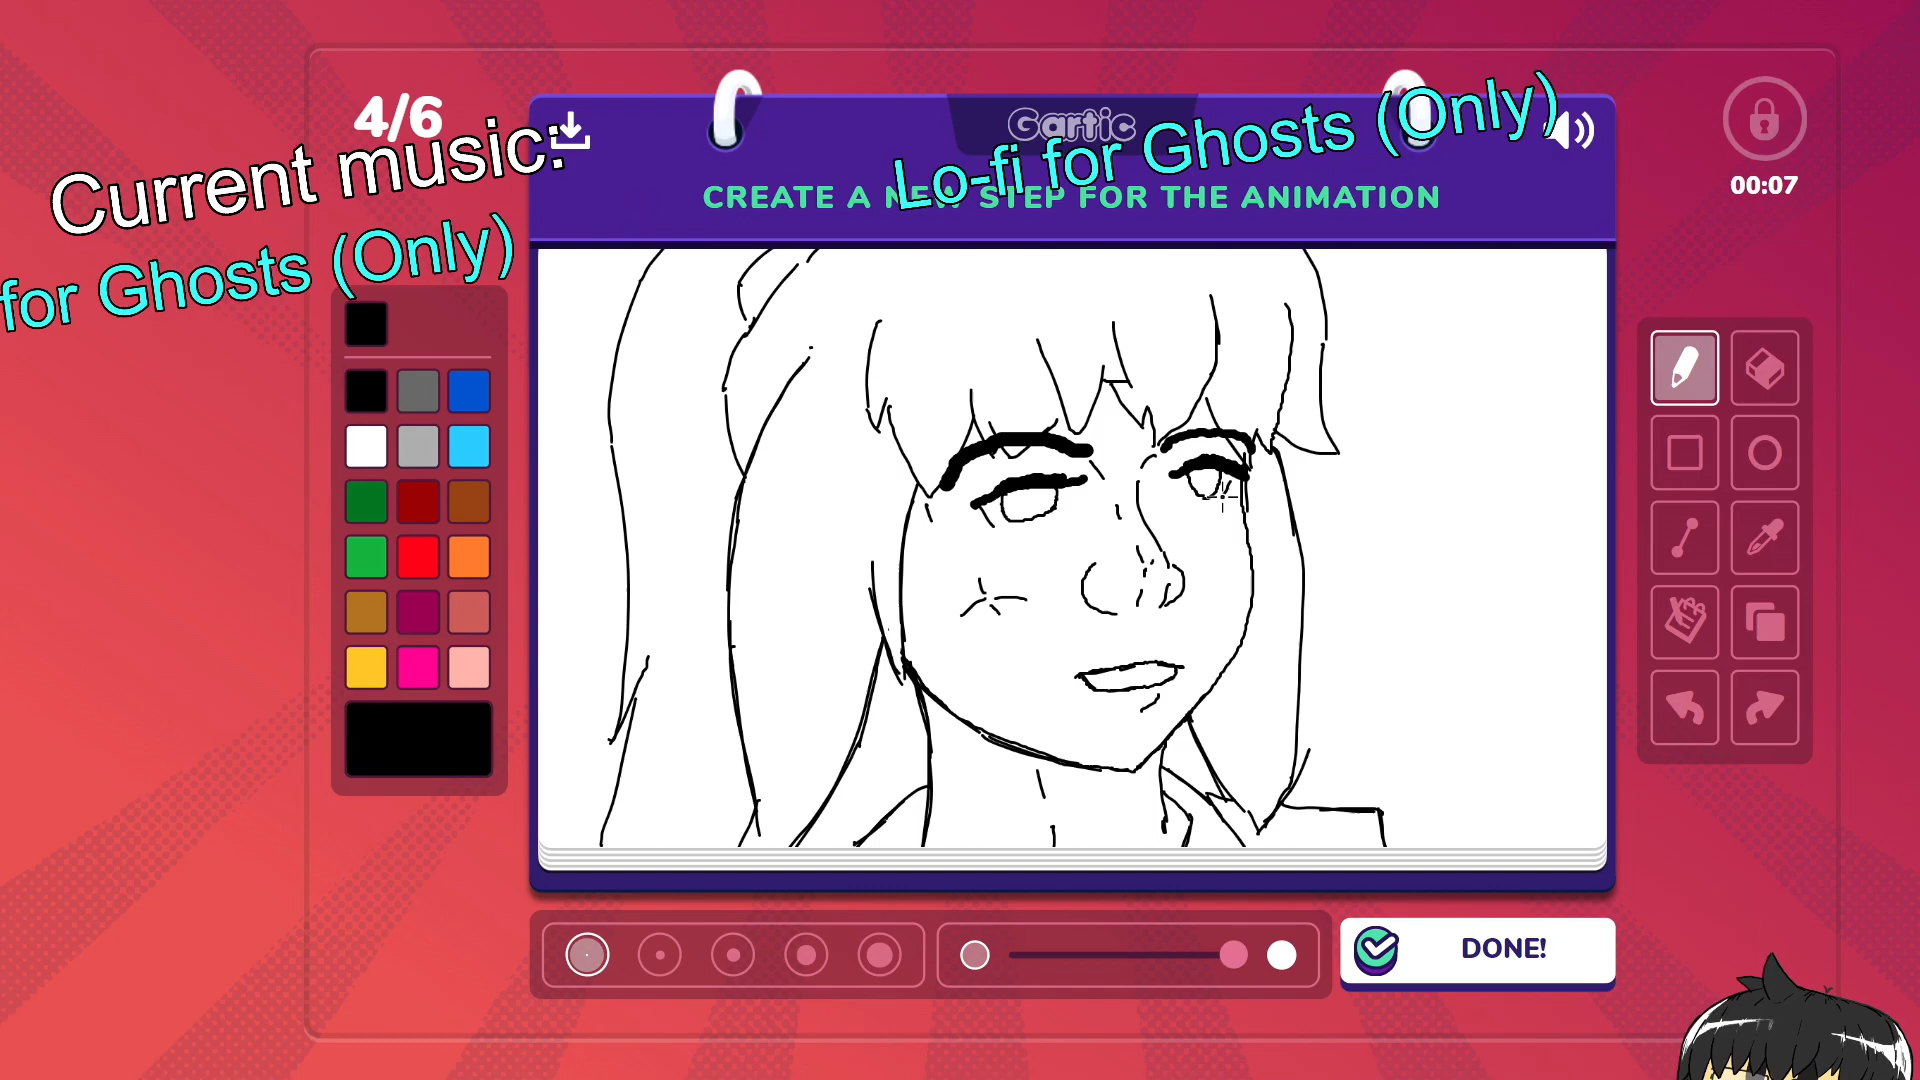 4/6
Current music:
for Ghosts (Only)
Gartic
Lo-fi for Ghosts (Only)
CREATE A NEW STEP FOR THE ANIMATION
00:07
DONE!